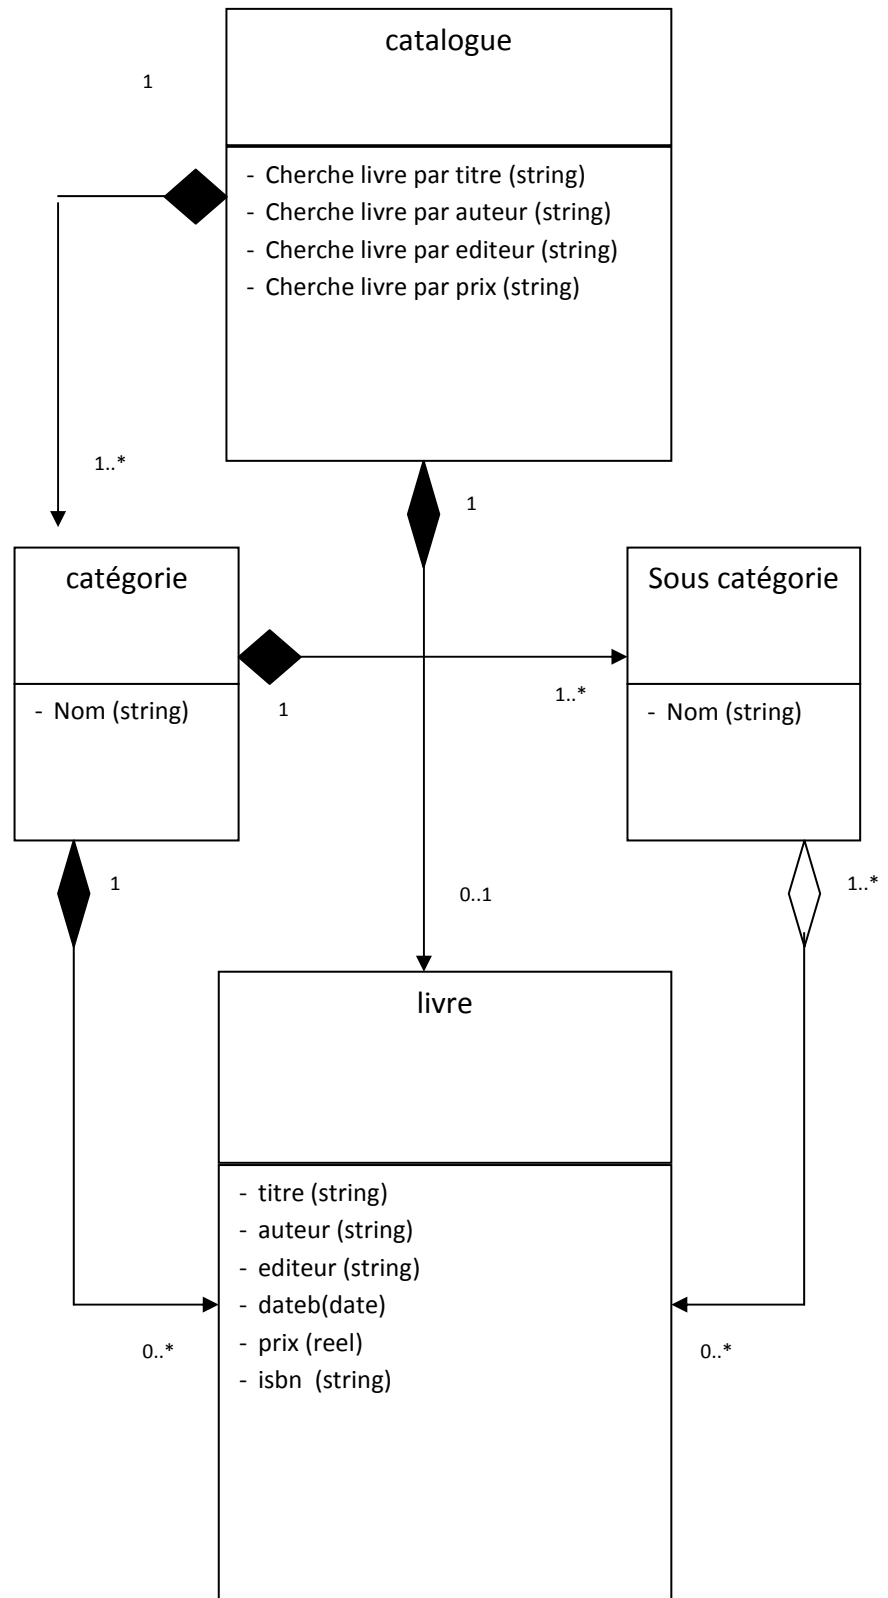 catalogue
1
- Cherche livre par titre (string)
- Cherche livre par auteur (string)
- Cherche livre par editeur (string)
- Cherche livre par prix (string)
1..*
1
catégorie
Sous catégorie
1
1..*
- Nom (string)
- Nom (string)
1
0..1
1..*
livre
- titre (string)
- auteur (string)
- editeur (string)
- dateb(date)
- prix (reel)
- isbn  (string)
0..*
0..*